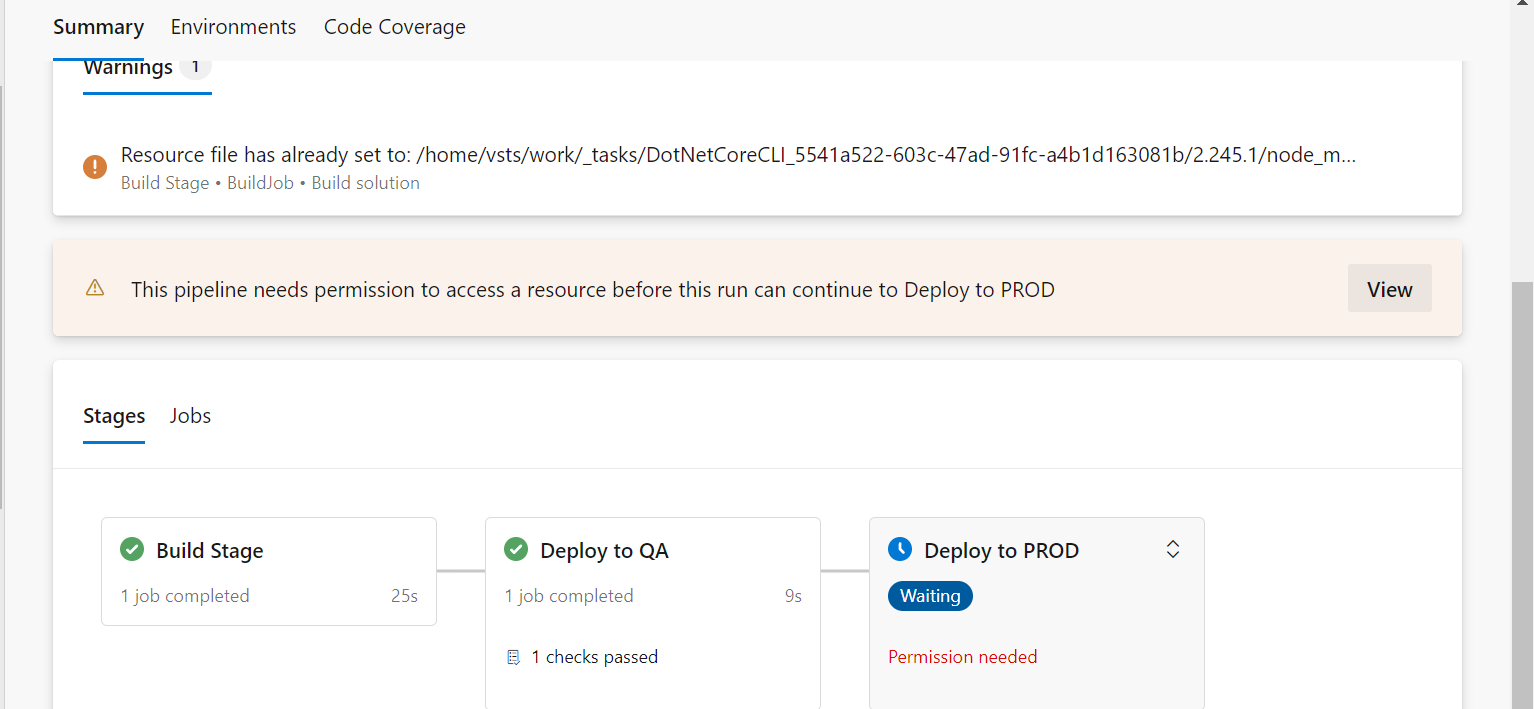 Summary Environments Code Coverage
Warnings 1
Resource file has already set to: /home/vsts/work/_tasks/DotNetCoreCLI_5541a522-603c-47ad-91fc-a4b1d163081b/2.245.1/node_m...
Build Stage • BuildJob • Build solution
This pipeline needs permission to access a resource before this run can continue to Deploy to PROD
View
Stages Jobs
Build Stage
1 job completed 25s
Deploy to QA
1 job completed 9s
1 checks passed
Deploy to PROD
Waiting
Permission needed